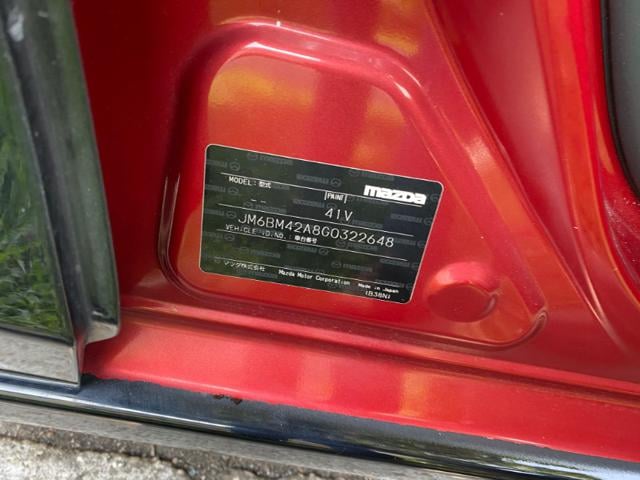 MODEL:型式
PAINT
mazda
-- 41V
JM6BM42A8G0322648
VEHICLE ID.NO.:車台番号
マツダ株式会社
Mazda Motor Corporation
Made in Japan
(B38N)